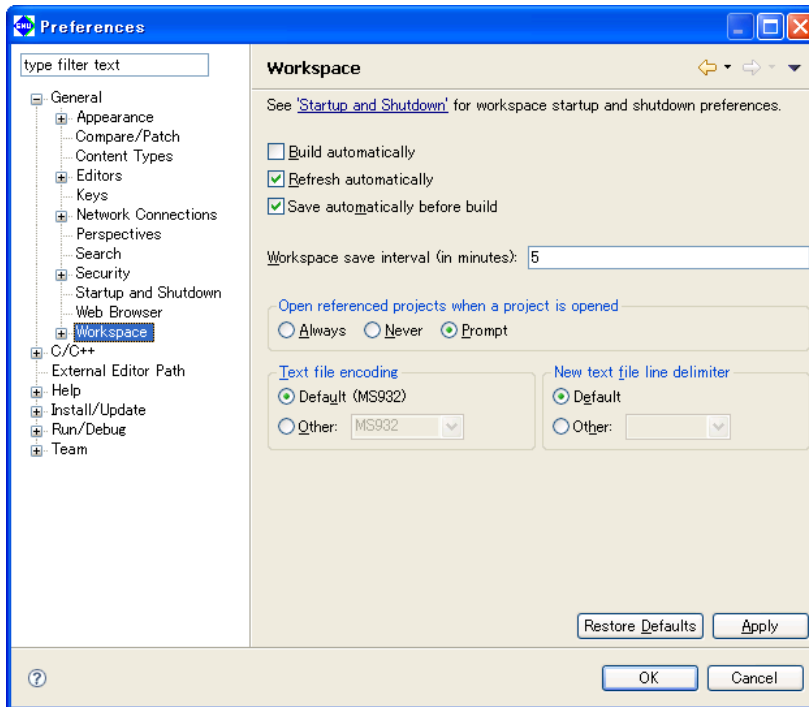 GNU Preferences
type filter text
General
Appearance
Compare/Patch
Content Types
Editors
Keys
Network Connections
Perspectives
Search
Security
Startup and Shutdown
Web Browser
Workspace
C/C++
External Editor Path
Help
Install/Update
Run/Debug
Team
Workspace
See 'Startup and Shutdown' for workspace startup and shutdown preferences.
Build automatically
Refresh automatically
Save automatically before build
Workspace save interval (in minutes): 5
Open referenced projects when a project is opened
Always Never Prompt
Text file encoding
Default (MS932)
Other: MS932
New text file line delimiter
Default
Other:
Restore Defaults Apply
? OK Cancel